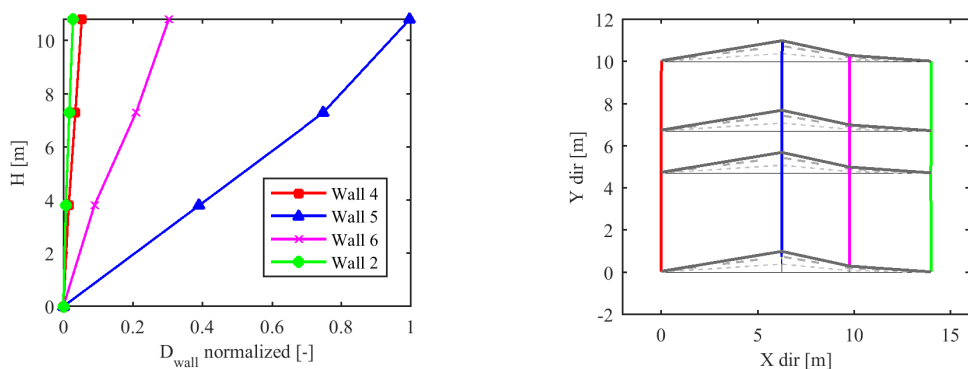 10
8
6
4
2
0
H [m]
Wall 4
Wall 5
Wall 6
Wall 2
0 0.2 0.4 0.6 0.8 1
D_wall normalized [-]
12
10
8
6
4
2
0
-2
Y dir [m]
0 5 10 15
X dir [m]